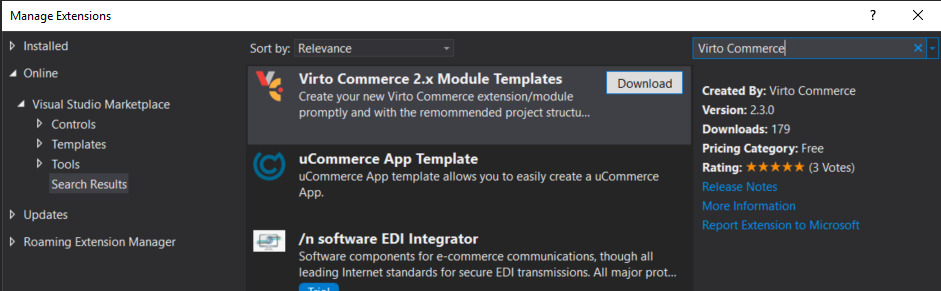 Manage Extensions
Installed
Online
Visual Studio Marketplace
Controls
Templates
Tools
Search Results
Updates
Roaming Extension Manager
Sort by: Relevance
Virto Commerce 2.x Module Templates
Download
Create your new Virto Commerce extension/module
promptly and with the remommended project structu...
uCommerce App Template
uCommerce App template allows you to easily create a uCommerce
App.
/n software EDI Integrator
Software components for e-commerce communications, though all
leading Internet standards for secure EDI transmissions. All major prot...
Trial
Virto Commerce
Created By: Virto Commerce
Version: 2.3.0
Downloads: 179
Pricing Category: Free
Rating: ★★★★★ (3 Votes)
Release Notes
More Information
Report Extension to Microsoft